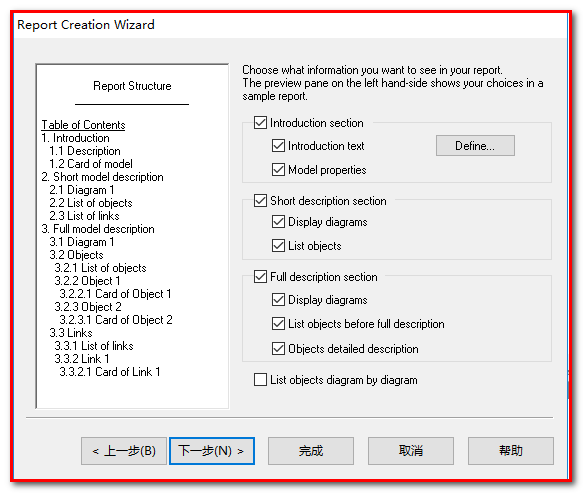 Report Creation Wizard
Report Structure
Table of Contents
1. Introduction
1.1 Description
1.2 Card of model
2. Short model description
2.1 Diagram 1
2.2 List of objects
2.3 List of links
3. Full model description
3.1 Diagram 1
3.2 Objects
3.2.1 List of objects
3.2.2 Object 1
3.2.2.1 Card of Object 1
3.2.3 Object 2
3.2.3.1 Card of Object 2
3.3 Links
3.3.1 List of links
3.3.2 Link 1
3.3.2.1 Card of Link 1
Choose what information you want to see in your report.
The preview pane on the left hand-side shows your choices in a
sample report.
Introduction section
Introduction text
Define...
Model properties
Short description section
Display diagrams
List objects
Full description section
Display diagrams
List objects before full description
Objects detailed description
List objects diagram by diagram
< 上一步(B)
下一步(N) >
完成
取消
帮助